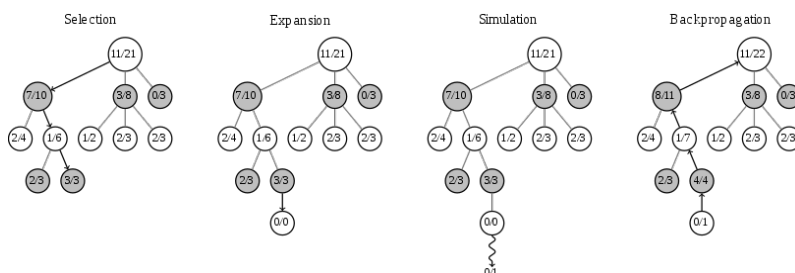 Selection Expansion Simulation Backpropagation
11/21 11/21 11/21 11/22
7/10 3/8 0/3 7/10 3/8 0/3 7/10 3/8 0/3 8/11 3/8 0/3
2/4 1/6 1/2 2/3 2/3 2/4 1/6 1/2 2/3 2/3 2/4 1/6 1/2 2/3 2/3 2/4 1/7 1/2 2/3 2/3
2/3 3/3 2/3 3/3 2/3 3/3 2/3 4/4
0/0 0/0 0/1
0/1